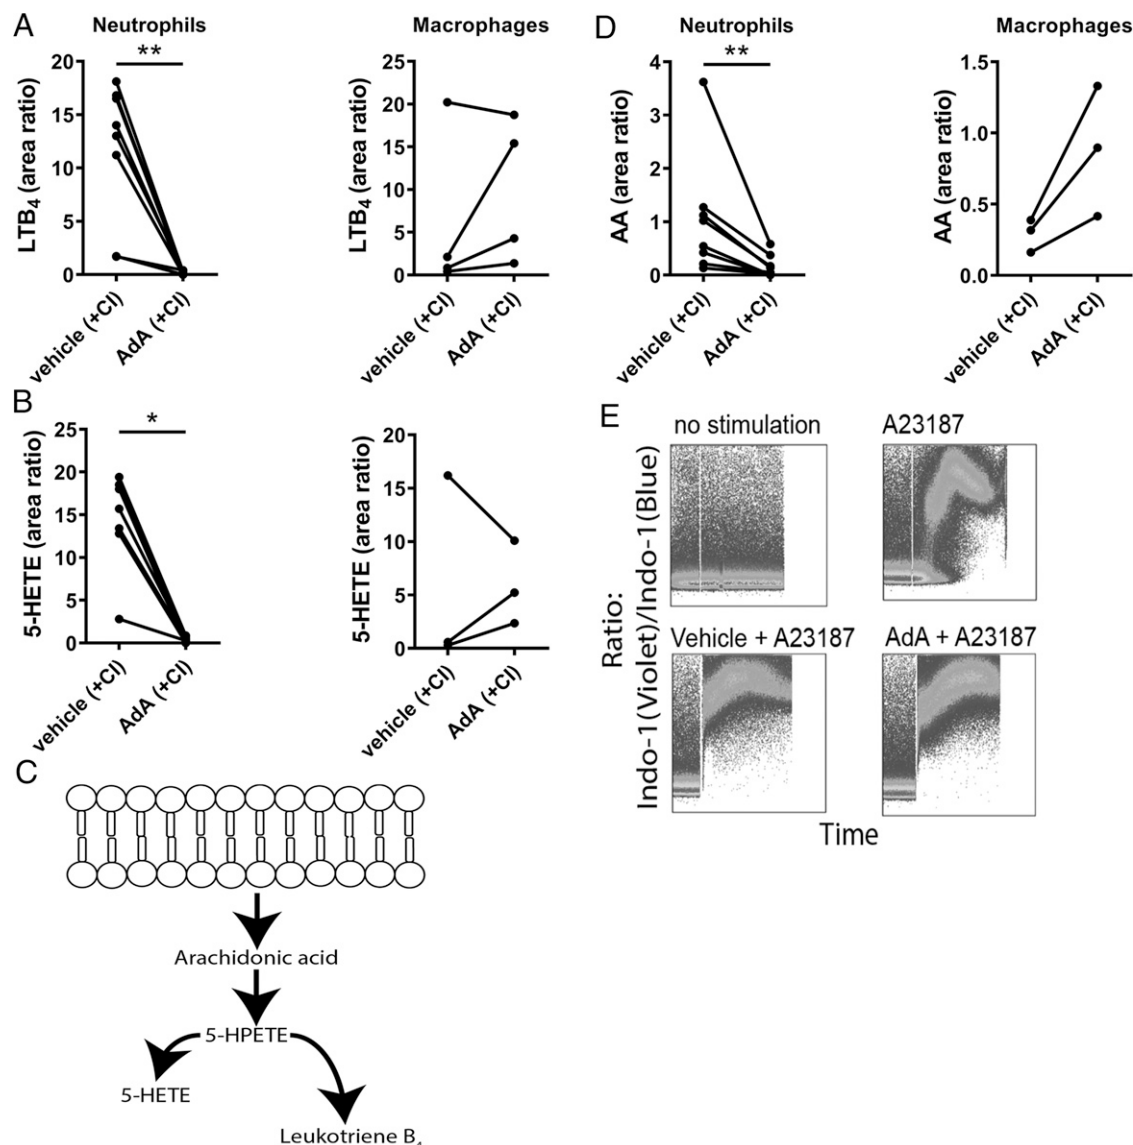 A
Neutrophils
**
LTB4 (area ratio)
20
15
10
5
0
vehicle (+CI)
AdA (+CI)
Macrophages
LTB4 (area ratio)
25
20
15
10
5
0
vehicle (+CI)
AdA (+CI)
D
Neutrophils
**
AA (area ratio)
4
3
2
1
0
vehicle (+CI)
AdA (+CI)
Macrophages
AA (area ratio)
1.5
1.0
0.5
0.0
vehicle (+CI)
AdA (+CI)
B
*
5-HETE (area ratio)
25
20
15
10
5
0
vehicle (+CI)
AdA (+CI)
5-HETE (area ratio)
20
15
10
5
0
vehicle (+CI)
AdA (+CI)
C
Arachidonic acid
5-HPETE
5-HETE
Leukotriene B4
E
no stimulation
A23187
Vehicle + A23187
AdA + A23187
Ratio:
Indo-1(Violet)/Indo-1(Blue)
Time